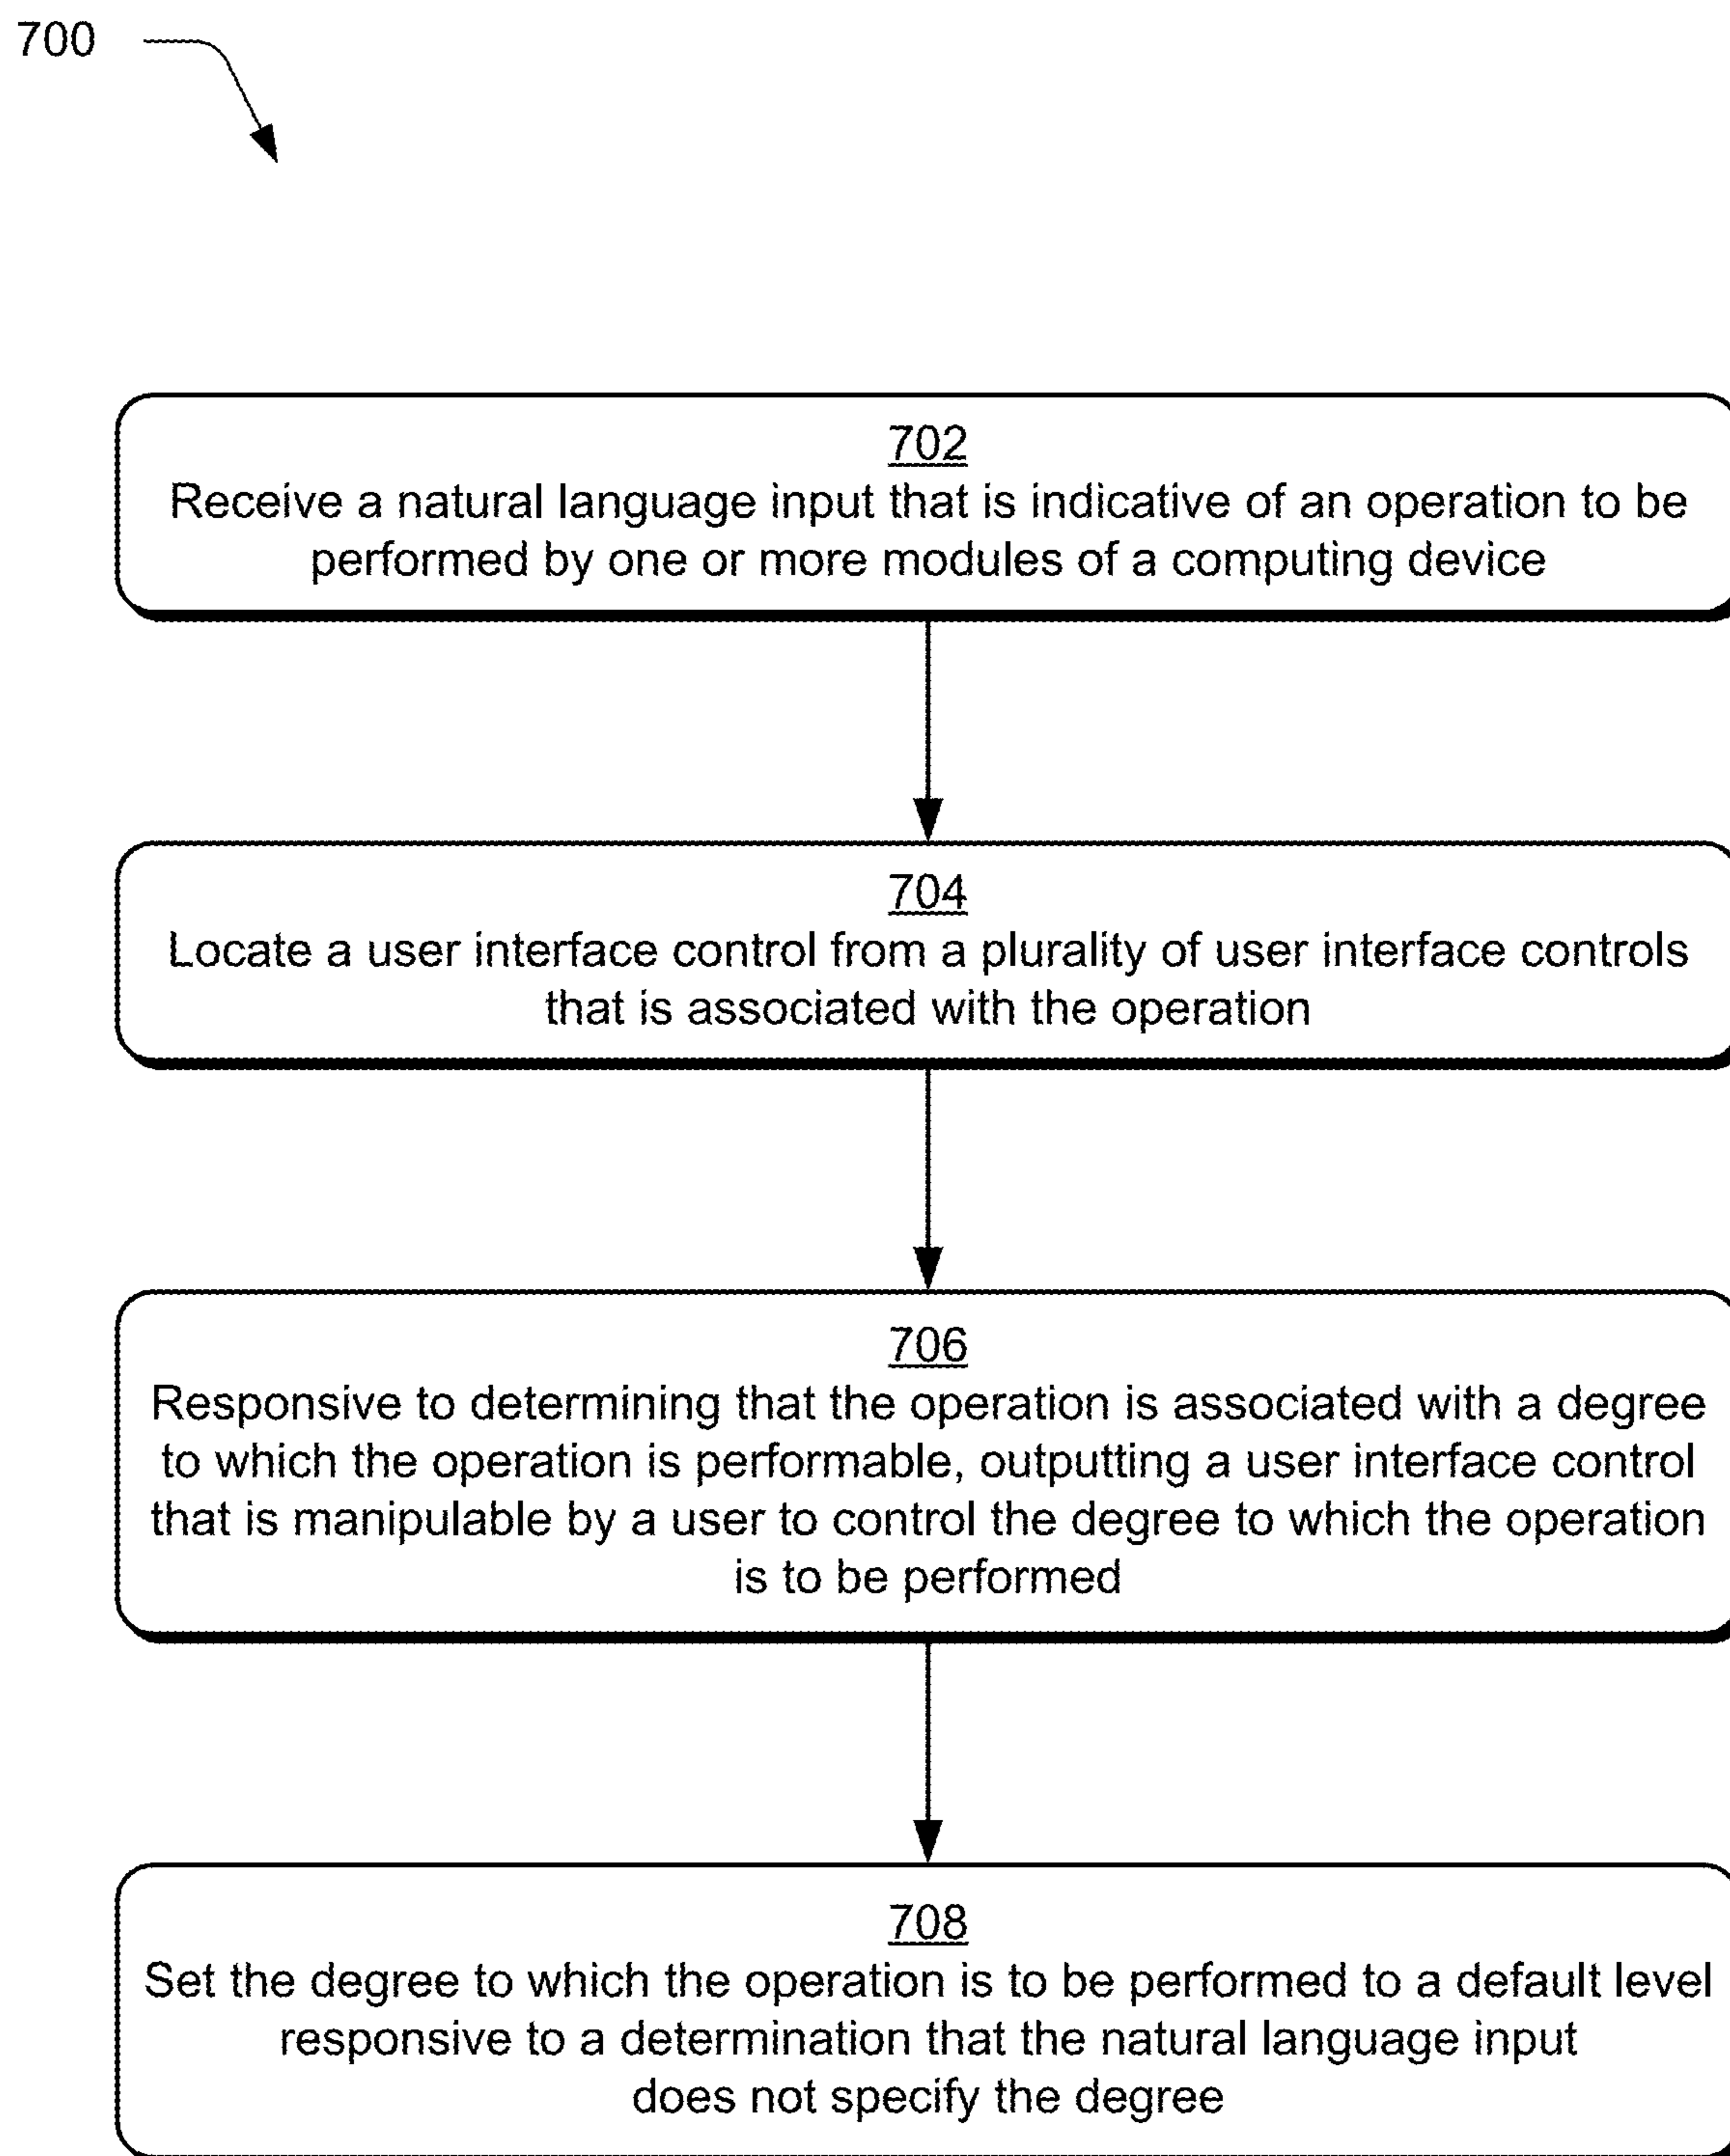 700
702
Receive a natural language input that is indicative of an operation to be
performed by one or more modules of a computing device
704
Locate a user interface control from a plurality of user interface controls
that is associated with the operation
706
Responsive to determining that the operation is associated with a degree
to which the operation is performable, outputting a user interface control
that is manipulable by a user to control the degree to which the operation
is to be performed
708
Set the degree to which the operation is to be performed to a default level
responsive to a determination that the natural language input
does not specify the degree